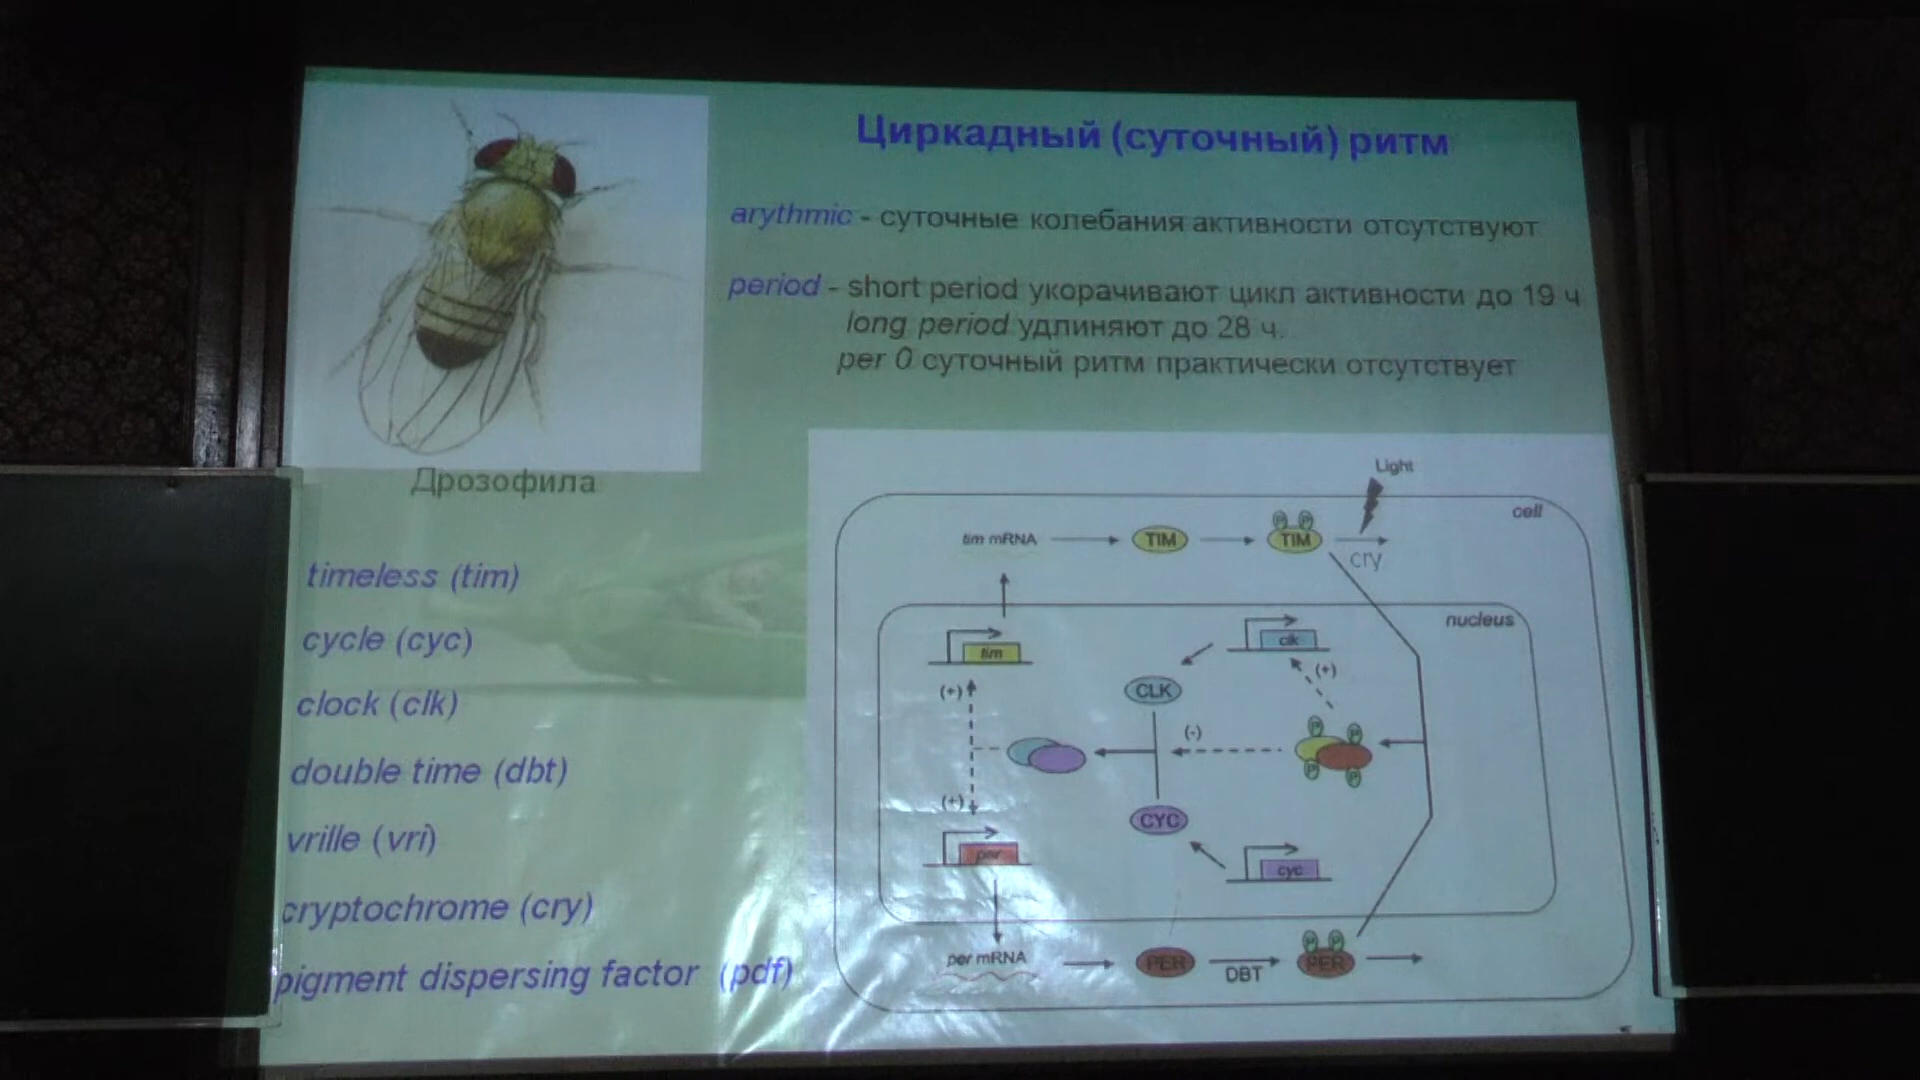 Циркадный (суточный) ритм
arythmic - суточные колебания активности отсутствуют
period - short period укорачивают цикл активности до 19 ч
long period удлиняют до 28 ч.
per 0 суточный ритм практически отсутствует
Дрозофила
timeless (tim)
cycle (cyc)
clock (clk)
double time (dbt)
vrille (vri)
cryptochrome (cry)
pigment dispersing factor (pdf)
Light
cell
tim mRNA
TIM
P P
TIM
cry
nucleus
tim
clk
(+)
(+)
CLK
(-)
P P
P P
(+)
CYC
per
cyc
per mRNA
PER
DBT
P P
PER